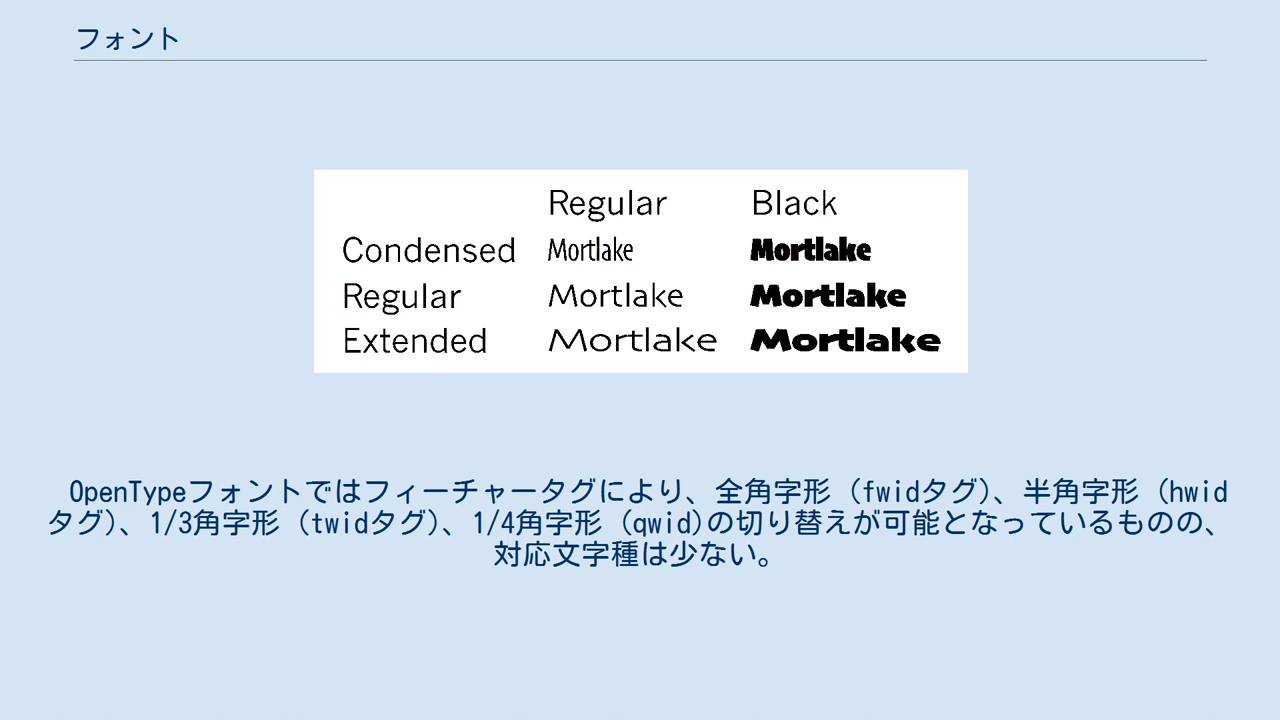 フォント
Regular Black
Condensed Mortlake Mortlake
Regular Mortlake Mortlake
Extended Mortlake Mortlake
OpenTypeフォントではフィーチャータグにより、全角字形（fwidタグ)、半角字形（hwid
タグ)、1/3角字形（twidタグ)、1/4角字形（qwid)の切り替えが可能となっているものの、
対応文字種は少ない。